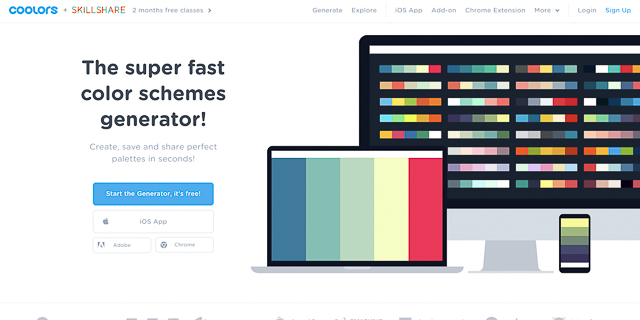 coolors + SKILLSHARE 2 months free classes >
Generate Explore iOS App Add-on Chrome Extension More Login Sign Up
The super fast
color schemes
generator!
Create, save and share perfect
palettes in seconds!
Start the Generator, it's free!
iOS App
Adobe Chrome